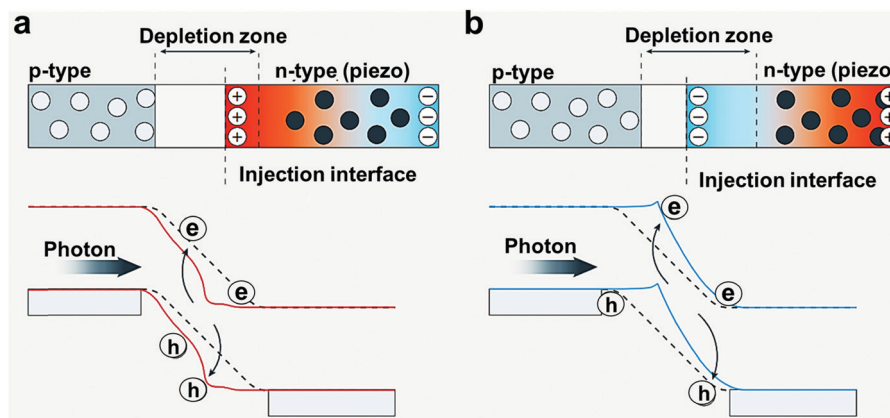 a
Depletion zone
p-type
n-type (piezo)
+
+
+
−
−
−
Injection interface
Photon
e
e
h
h
b
Depletion zone
p-type
n-type (piezo
−
−
−
+
+
+
Injection interface
Photon
e
e
h
h